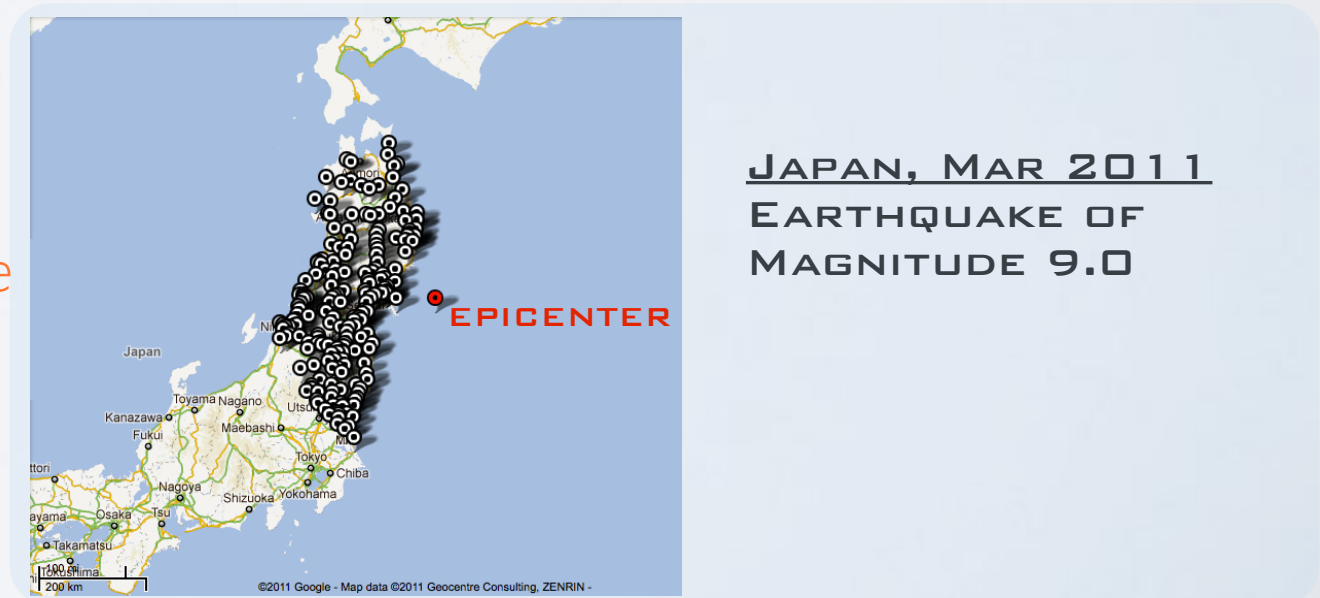 Japan, Mar 2011
Earthquake of
Magnitude 9.0
EPICENTER
Japan
Toyama
Nagano
Kanazawa
Maebashi
Fukui
Tokyo
Chiba
Nagoya
Shizuoka
Yokohama
Osaka
Tsu
Takamatsu
Tokushima
100 mi
200 km
©2011 Google - Map data ©2011 Geocentre Consulting, ZENRIN -